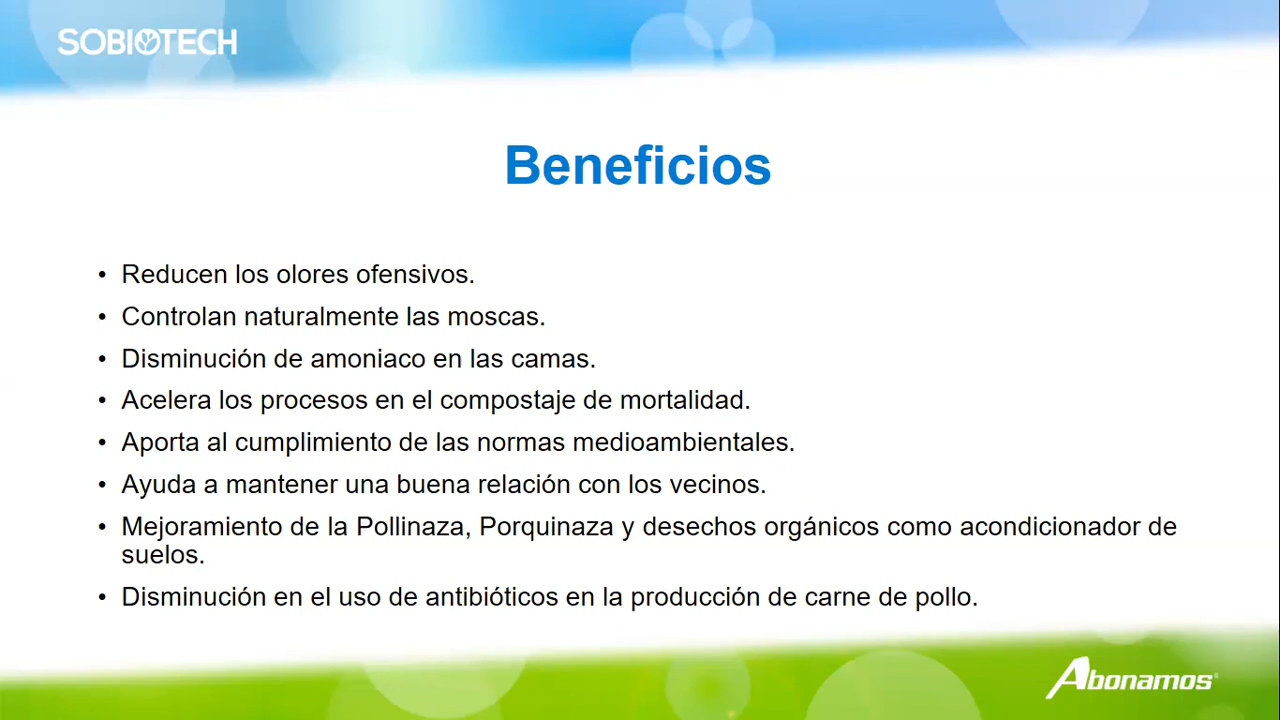 SOBIOTECH
Beneficios
• Reducen los olores ofensivos.
• Controlan naturalmente las moscas.
• Disminución de amoniaco en las camas.
• Acelera los procesos en el compostaje de mortalidad.
• Aporta al cumplimiento de las normas medioambientales.
• Ayuda a mantener una buena relación con los vecinos.
• Mejoramiento de la Pollinaza, Porquinaza y desechos orgánicos como acondicionador de
suelos.
• Disminución en el uso de antibióticos en la producción de carne de pollo.
Abonamos